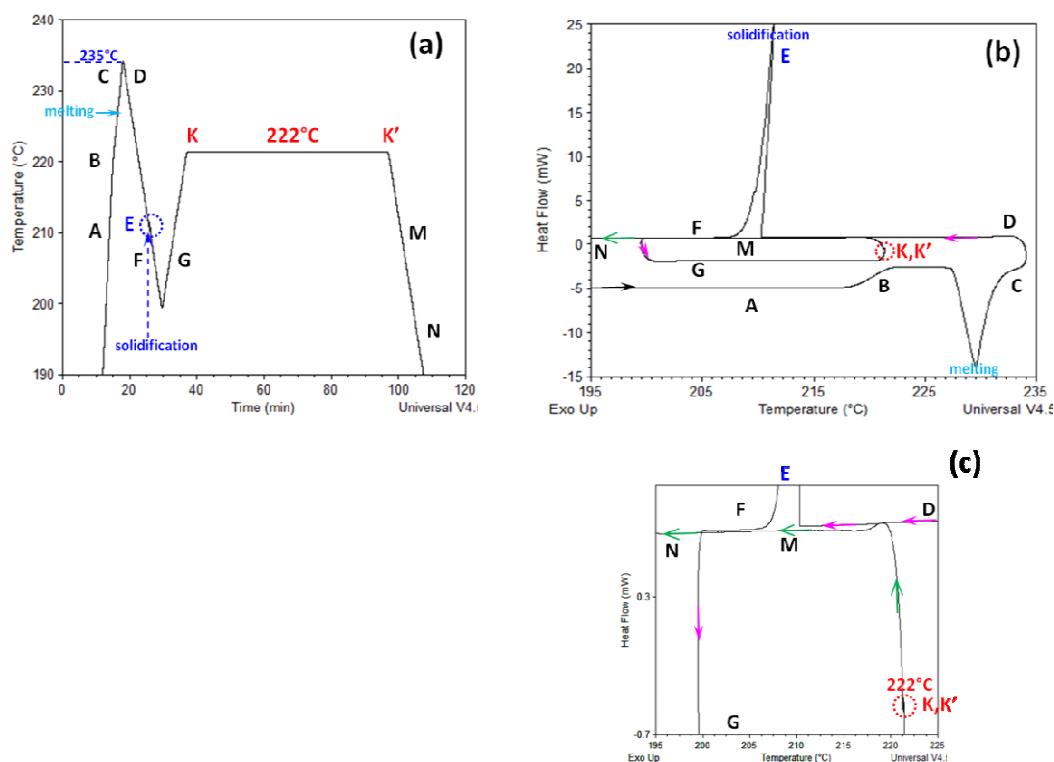 (a)
240
235°C
C D
230
melting
K 222°C K′
B
220
Temperature (°C)
A
E
M
210
F G
200
N
solidification
190
0 20 40 60 80 100 120
Time (min) Universal V4.5
(b)
25
solidification
E
20
15
10
Heat Flow (mW)
5
F D
0
N M K,K′
G
B C
-5
A
-10
melting
-15
195 205 215 225 235
Exo Up Temperature (°C) Universal V4.5
(c)
E
F D
N M
Heat Flow (mW)
0.3
222°C
K,K′
G
-0.7
195 200 205 210 215 220 225
Exo Up Temperature (°C) Universal V4.5